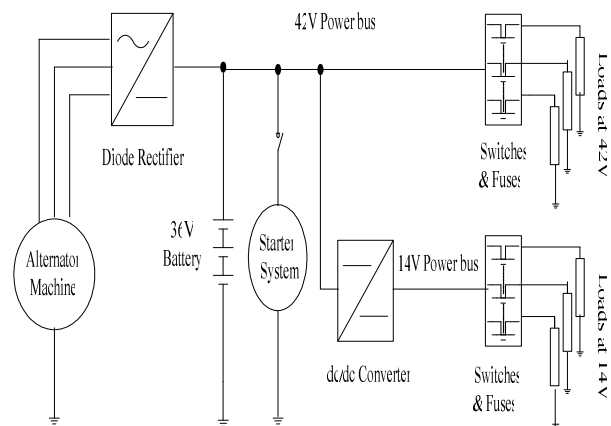 42V Power bus
Diode Rectifier
Switches
& Fuses
Loads at 42V
Alternator
Machine
36V
Battery
Starter
System
14V Power bus
dc/dc Converter
Switches
& Fuses
Loads at 14V